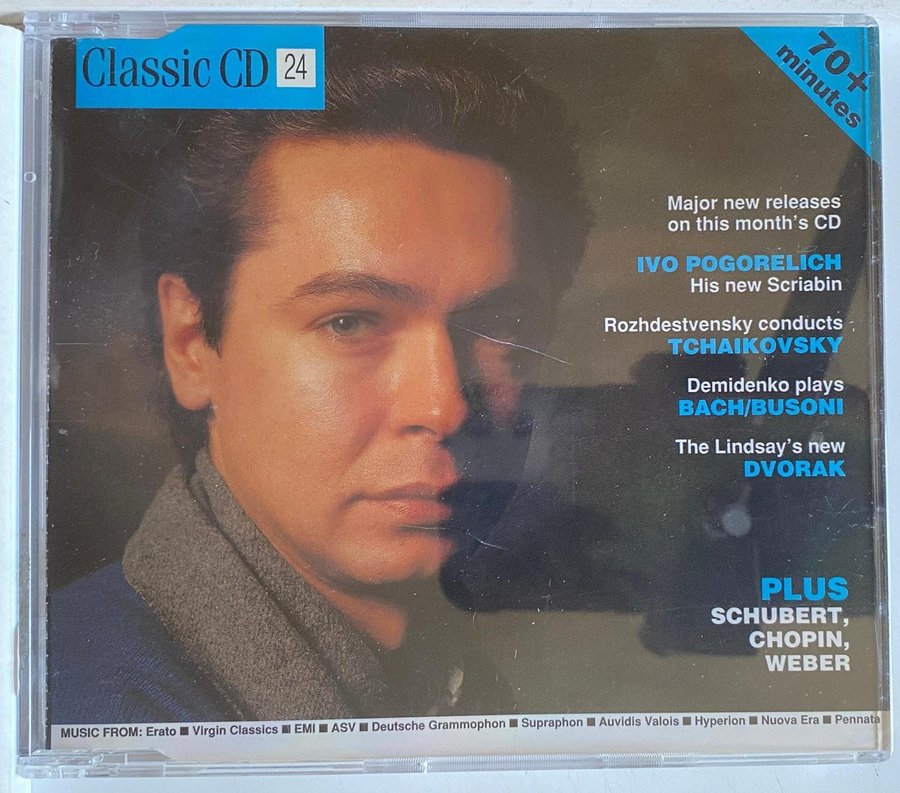 Classic CD 24
70+
minutes
Major new releases
on this month's CD
IVO POGORELICH
His new Scriabin
Rozhdestvensky conducts
TCHAIKOVSKY
Demidenko plays
BACH/BUSONI
The Lindsay's new
DVORAK
PLUS
SCHUBERT,
CHOPIN,
WEBER
MUSIC FROM: Erato ■ Virgin Classics ■ EMI ■ ASV ■ Deutsche Grammophon ■ Supraphon ■ Auvidis Valois ■ Hyperion ■ Nuova Era ■ Pennata